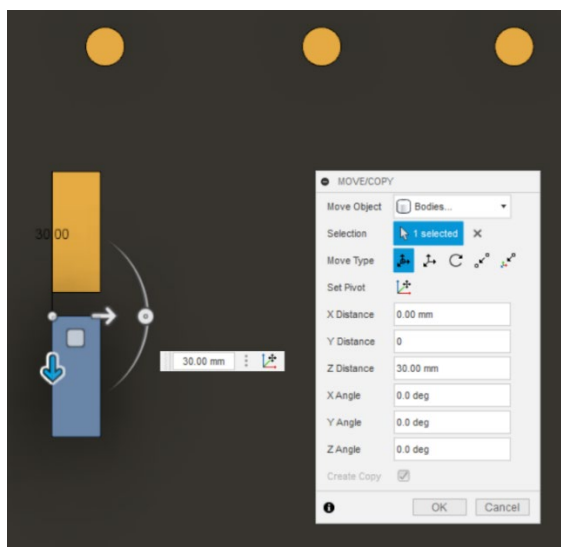 MOVE/COPY
Move Object Bodies...
Selection 1 selected
Move Type
Set Pivot
X Distance 0.00 mm
Y Distance 0
Z Distance 30.00 mm
X Angle 0.0 deg
Y Angle 0.0 deg
Z Angle 0.0 deg
Create Copy
OK Cancel
30.00
30.00 mm